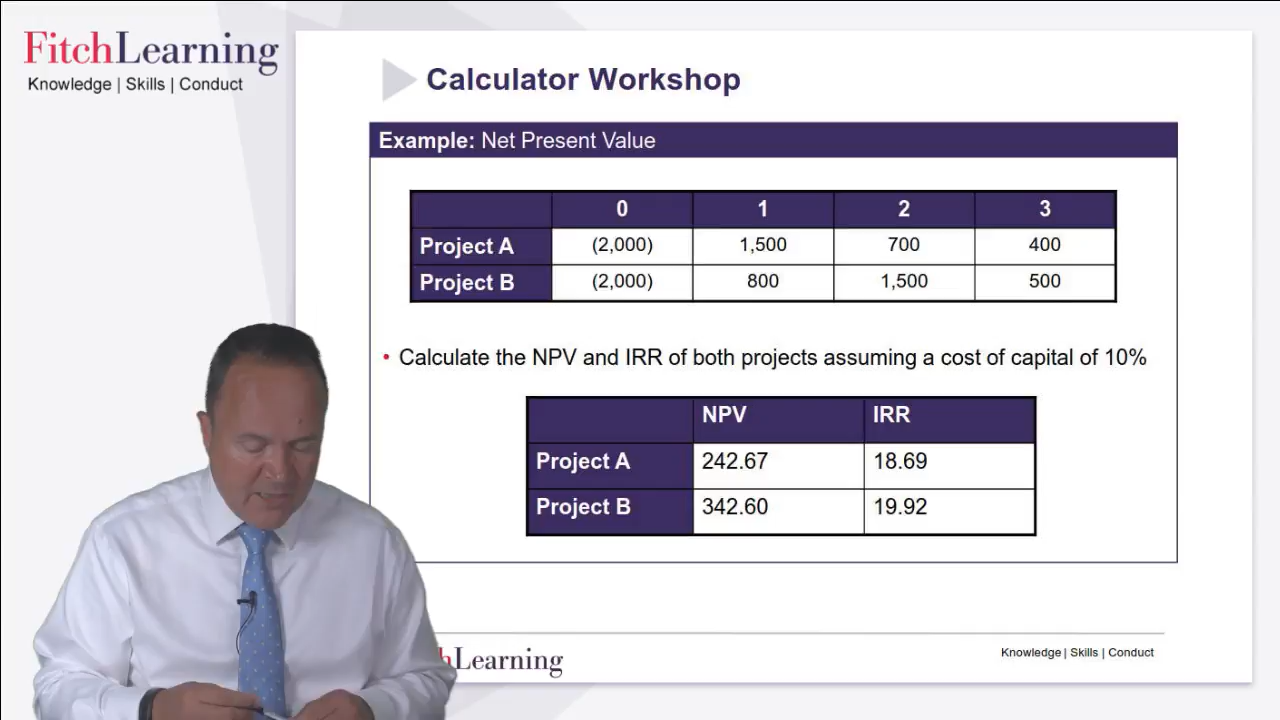 FitchLearning
Knowledge | Skills | Conduct
Calculator Workshop
Example: Net Present Value
0 1 2 3
Project A (2,000) 1,500 700 400
Project B (2,000) 800 1,500 500
• Calculate the NPV and IRR of both projects assuming a cost of capital of 10%
NPV IRR
Project A 242.67 18.69
Project B 342.60 19.92
hLearning
Knowledge | Skills | Conduct